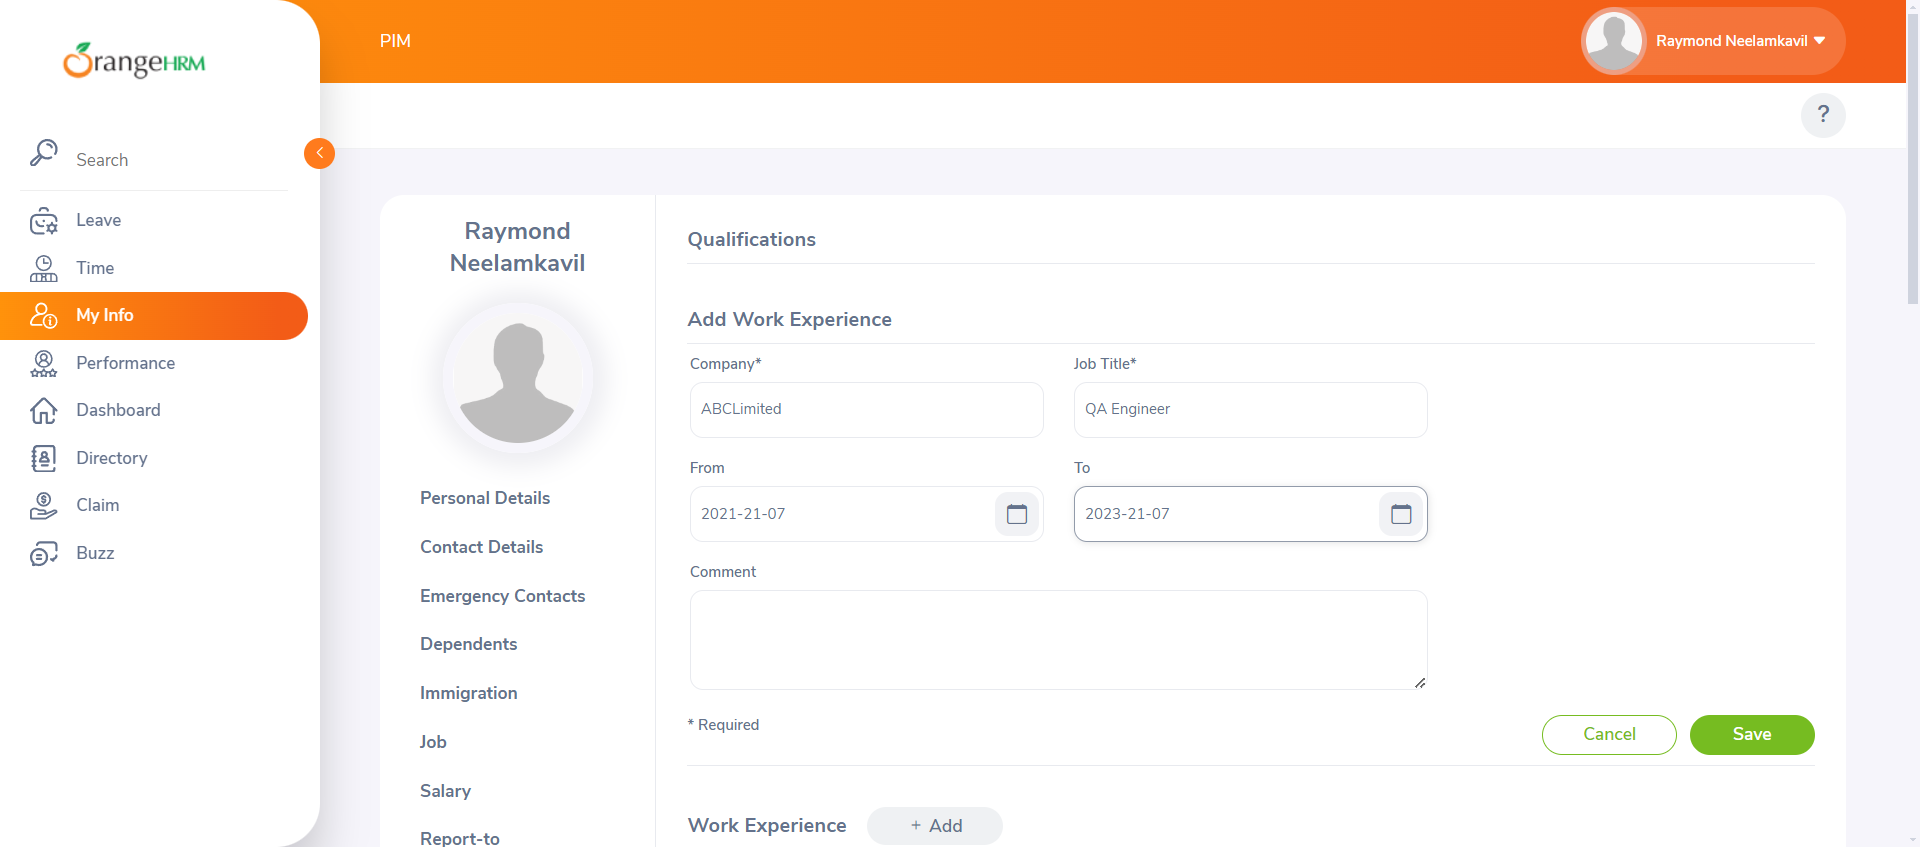 OrangeHRM
Search
Leave
Time
My Info
Performance
Dashboard
Directory
Claim
Buzz
PIM
Raymond Neelamkavil
?
Raymond
Neelamkavil
Personal Details
Contact Details
Emergency Contacts
Dependents
Immigration
Job
Salary
Report-to
Qualifications
Add Work Experience
Company* Job Title*
ABCLimited QA Engineer
From To
2021-21-07 2023-21-07
Comment
* Required Cancel Save
Work Experience + Add